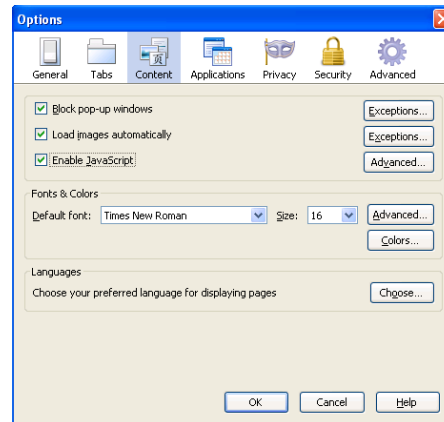 Options
General Tabs Content Applications Privacy Security Advanced
Block pop-up windows Exceptions...
Load images automatically Exceptions...
Enable JavaScript Advanced...
Fonts & Colors
Default font: Times New Roman Size: 16 Advanced...
Colors...
Languages
Choose your preferred language for displaying pages Choose...
OK Cancel Help